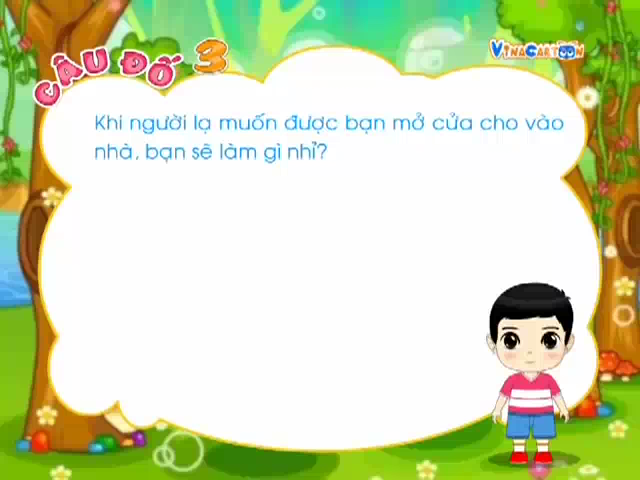 CÂU ĐỐ 3
VINACARTOON
Khi người lạ muốn được bạn mở cửa cho vào
nhà, bạn sẽ làm gì nhỉ?